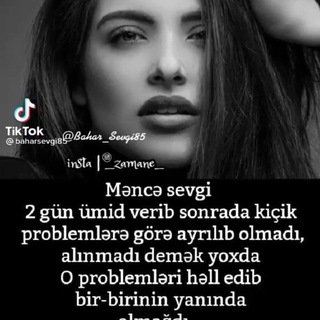 TikTok
@baharsevgi85
@Bahar_Sevgi85
insta |__zamane_
Məncə sevgi
2 gün ümid verib sonrada kiçik
problemlərə görə ayrılıb olmadı,
alınmadı demək yoxda
O problemləri həll edib
bir-birinin yanında